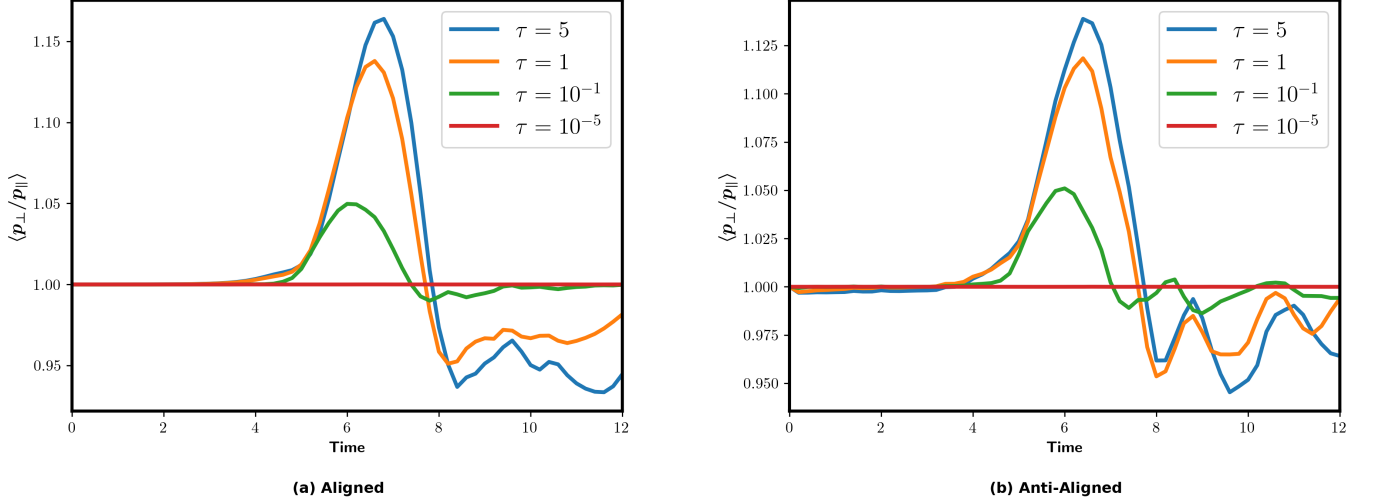 1.15
1.10
1.05
1.00
0.95
⟨p⊥/p∥⟩
τ = 5
τ = 1
τ = 10⁻¹
τ = 10⁻⁵
0 2 4 6 8 10 12
Time
(a) Aligned
1.125
1.100
1.075
1.050
1.025
1.000
0.975
0.950
⟨p⊥/p∥⟩
τ = 5
τ = 1
τ = 10⁻¹
τ = 10⁻⁵
0 2 4 6 8 10 12
Time
(b) Anti-Aligned